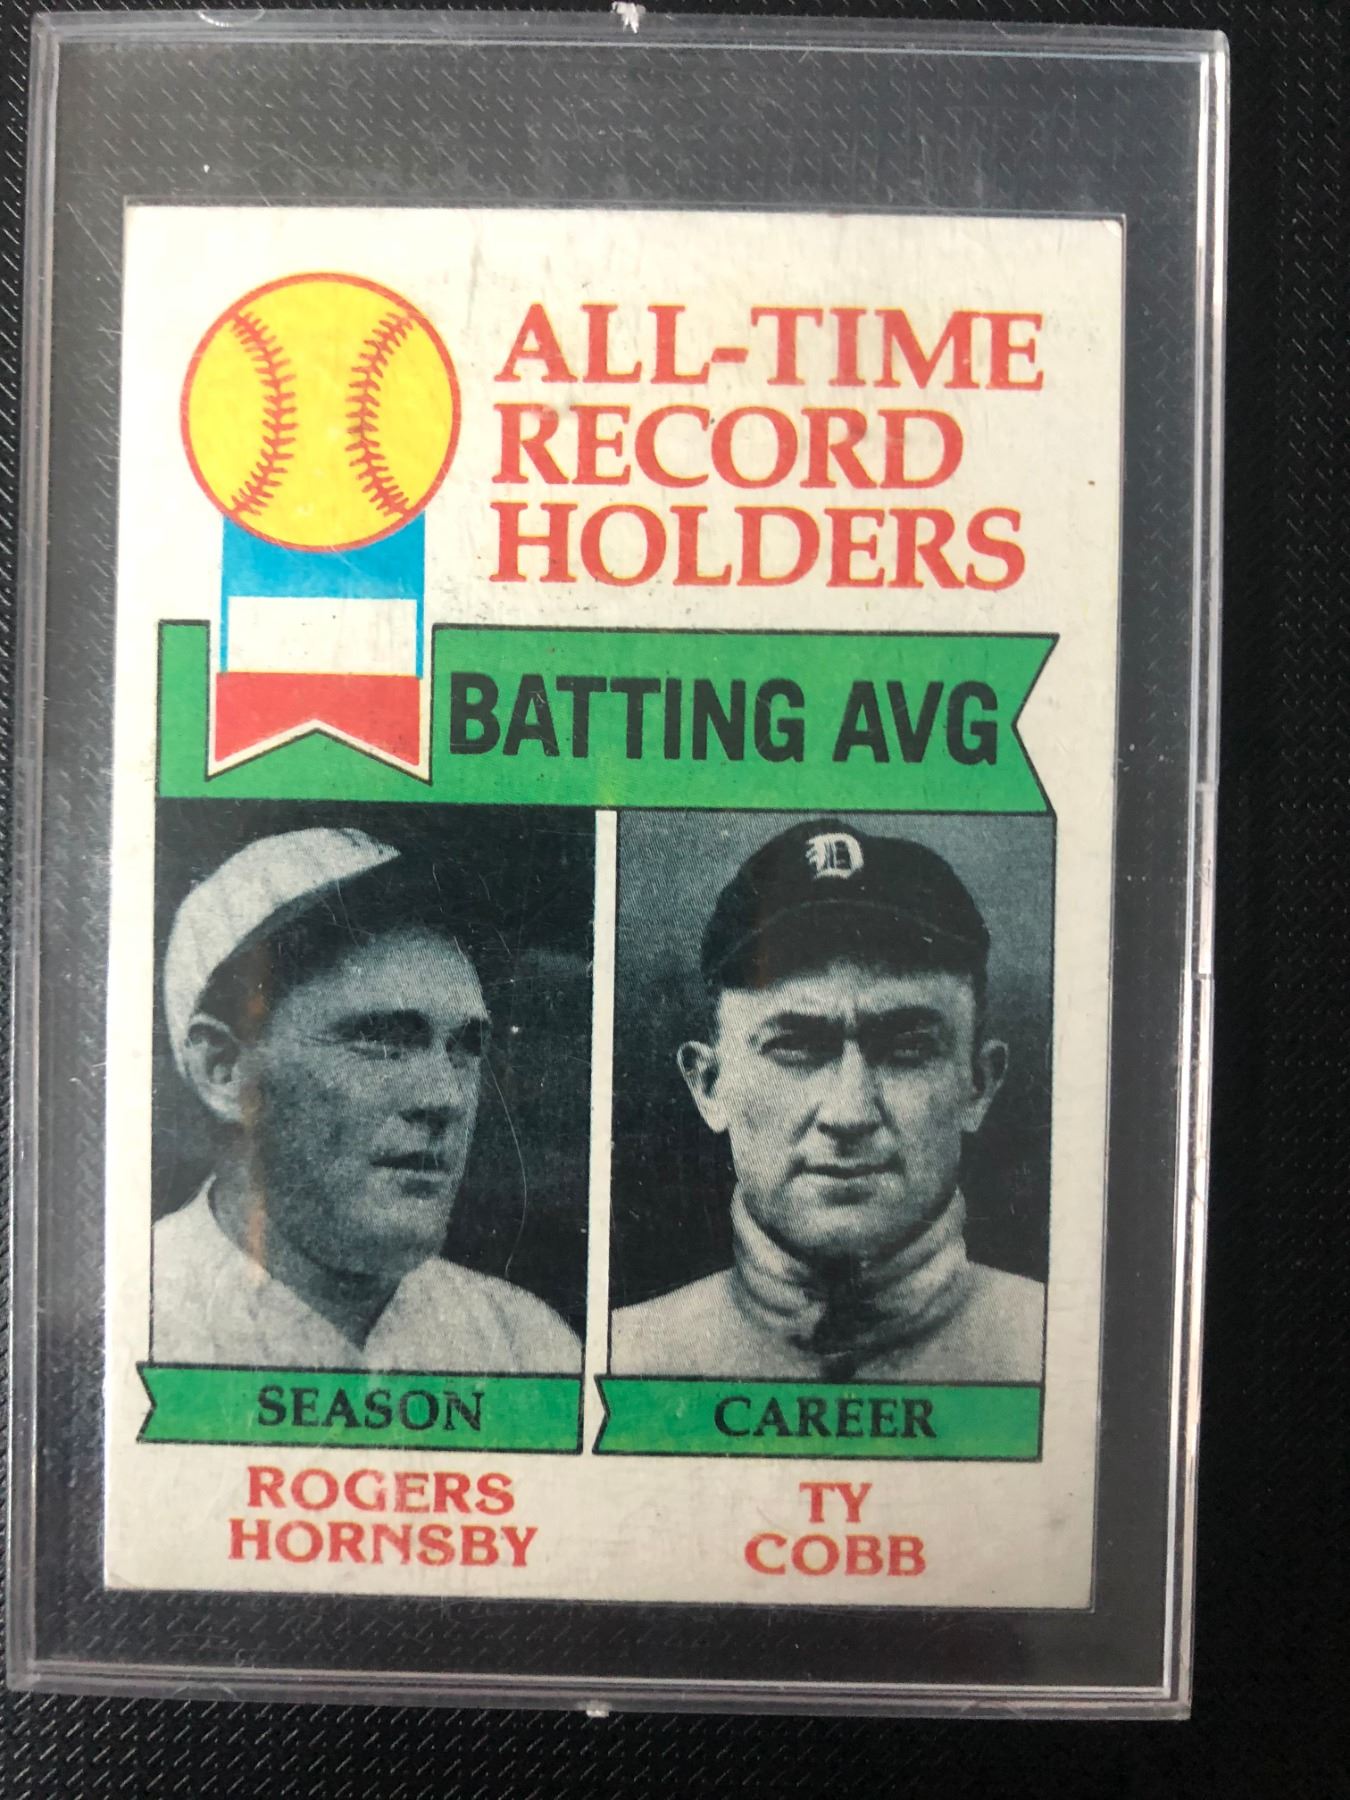 ALL-TIME
RECORD
HOLDERS
BATTING AVG
D
SEASON
CAREER
ROGERS
HORNSBY
TY
COBB